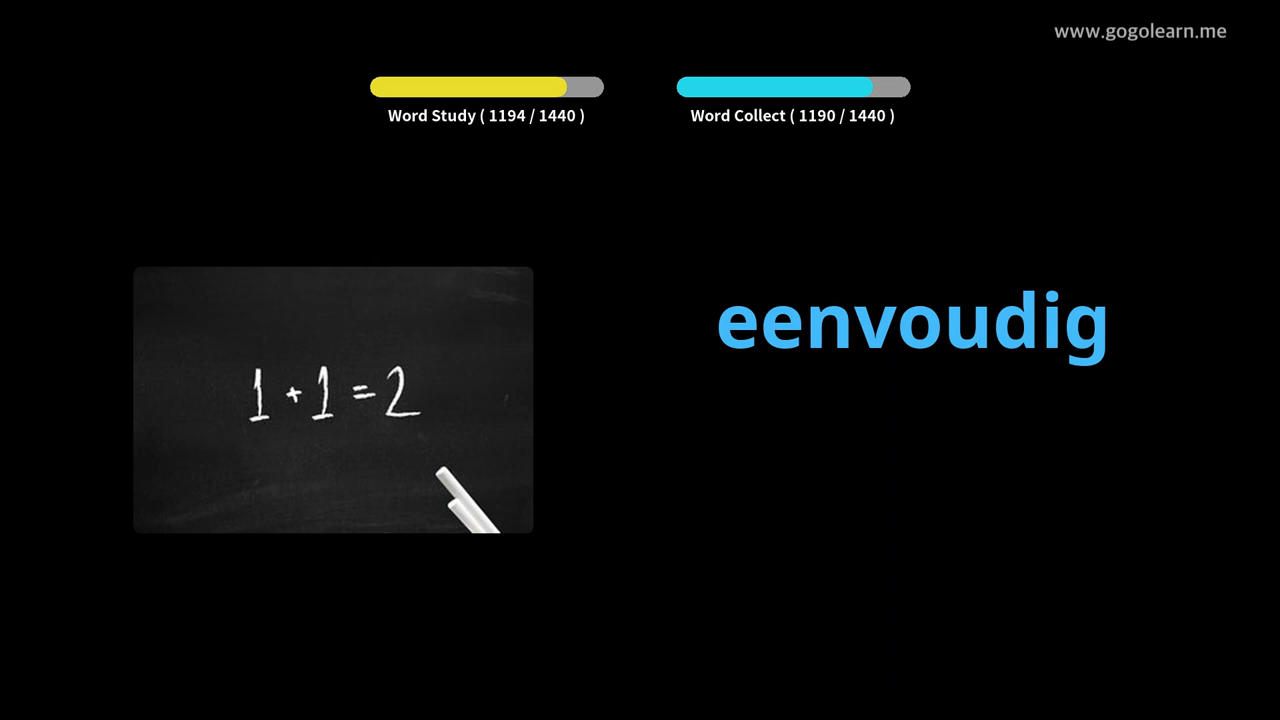 www.gogolearn.me
Word Study ( 1194 / 1440 )
Word Collect ( 1190 / 1440 )
eenvoudig
1 + 1 = 2